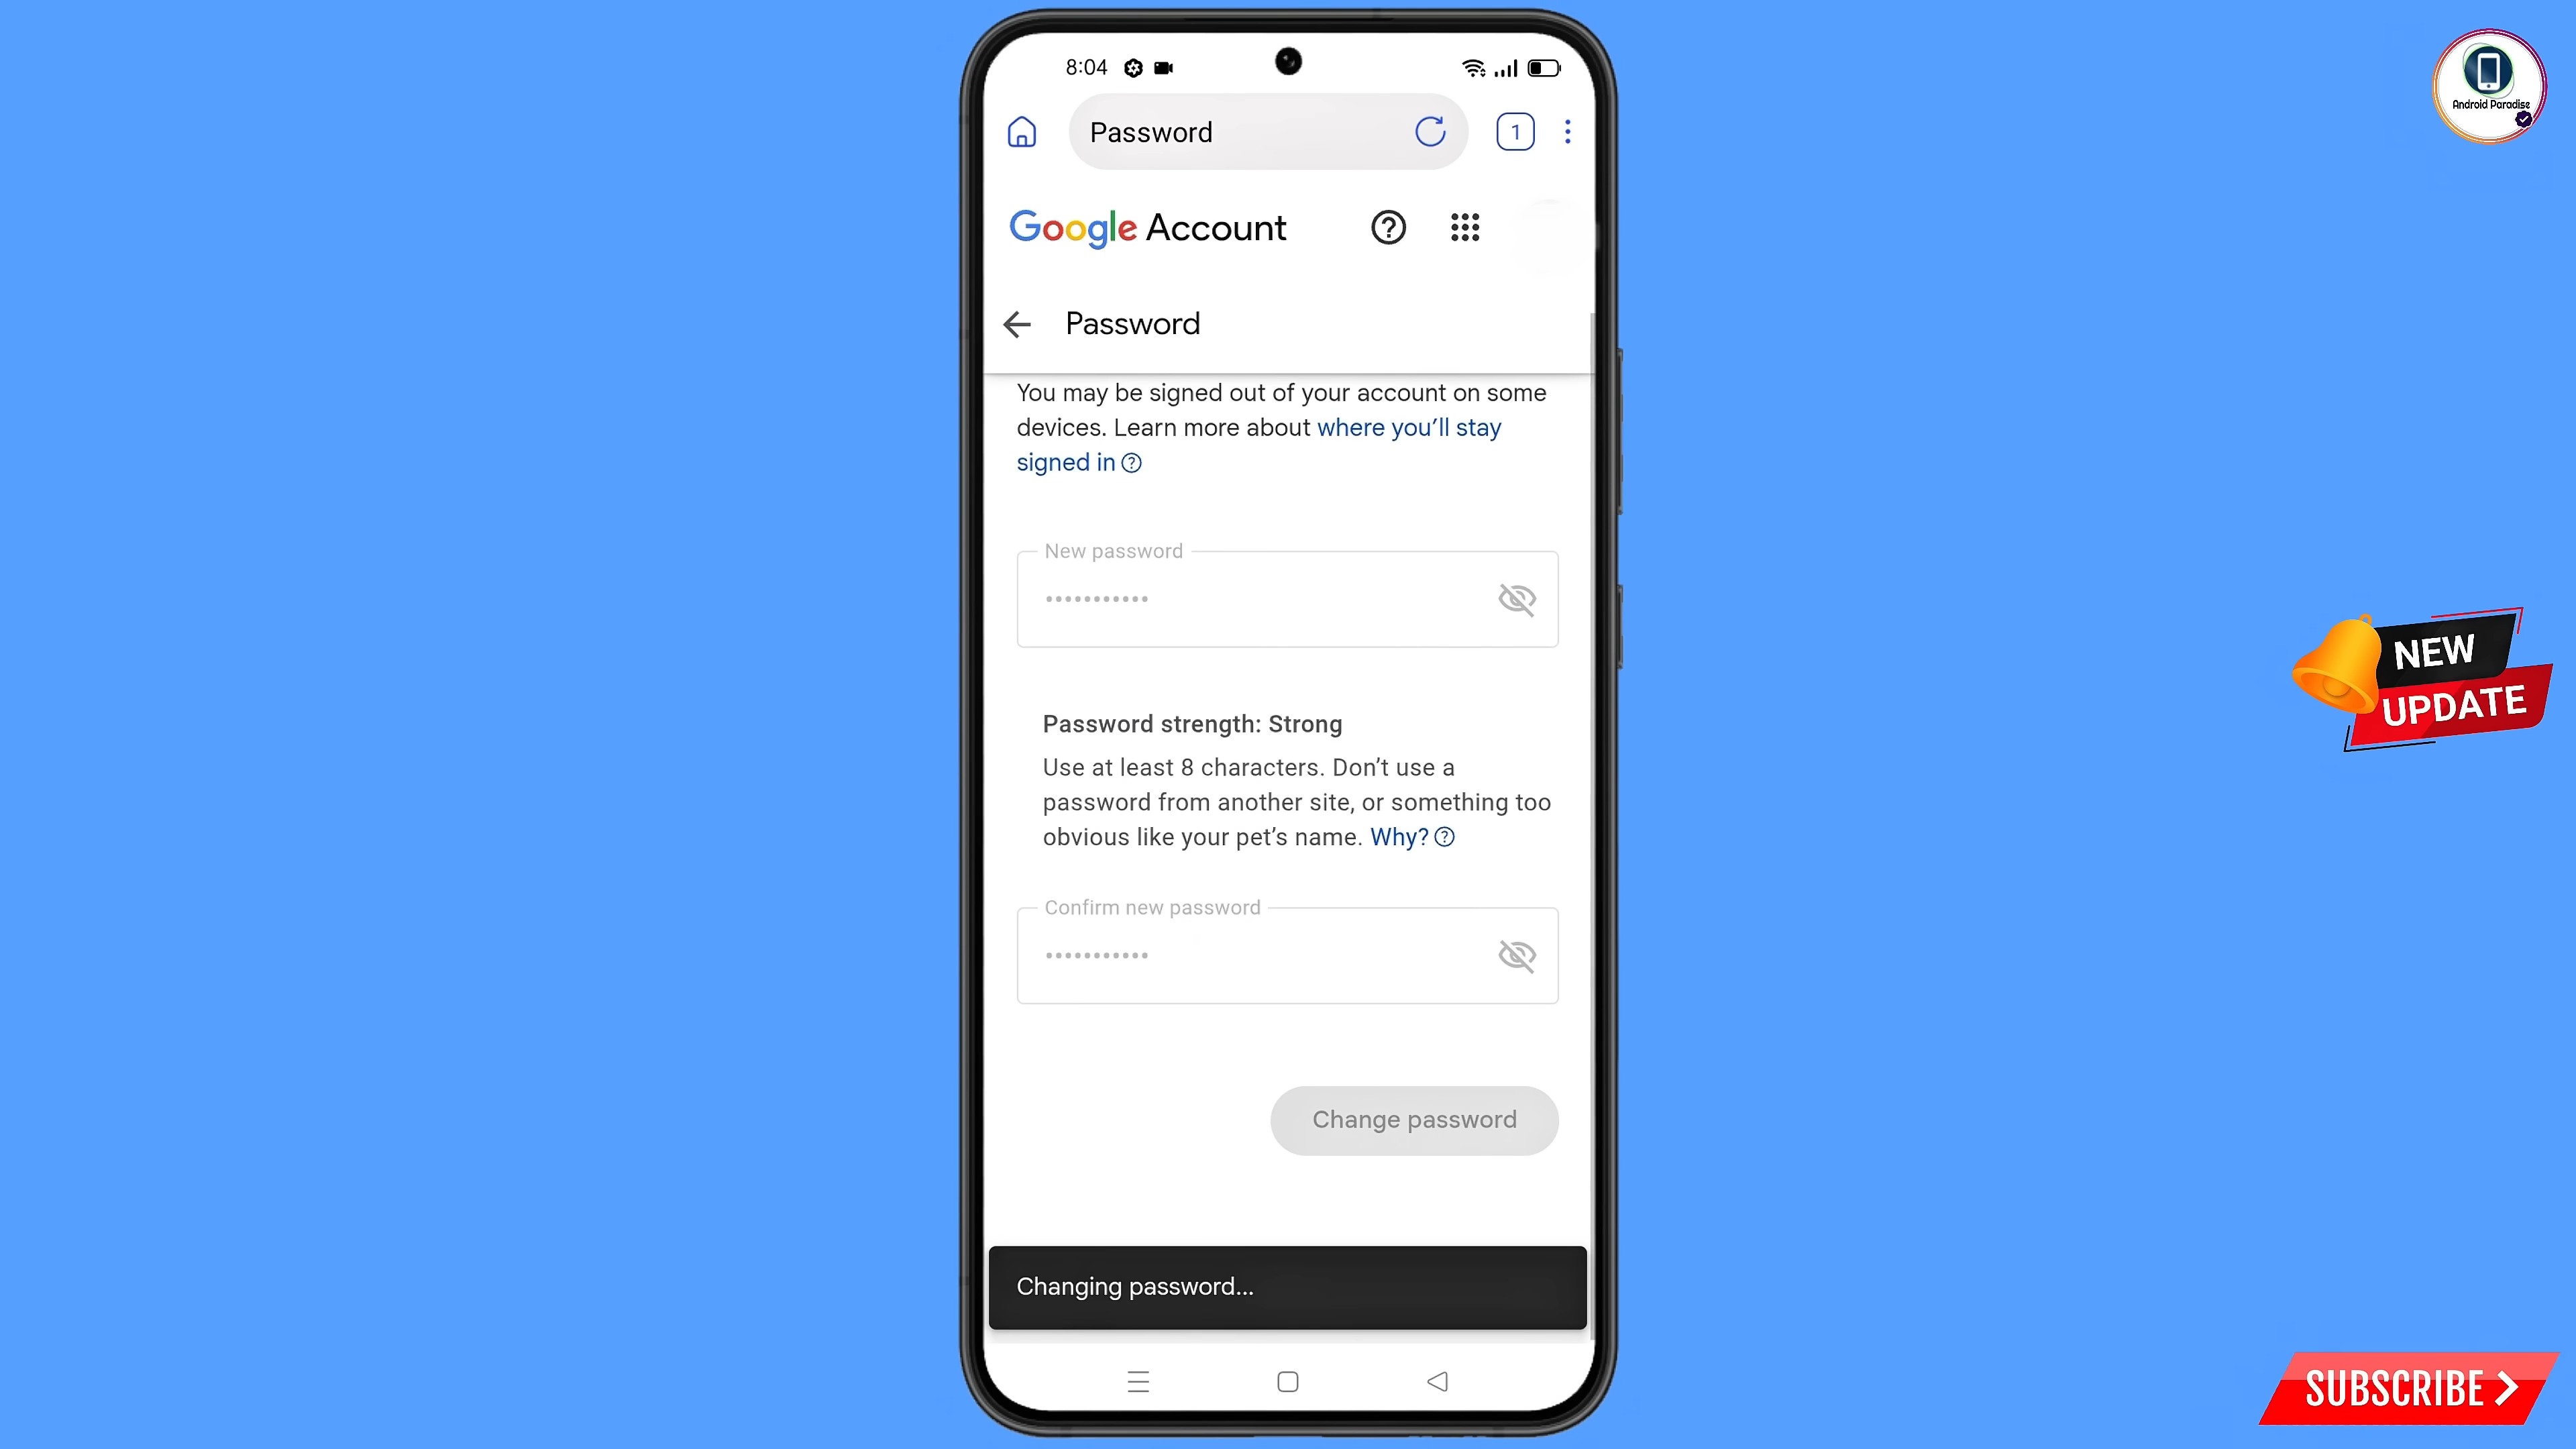 8:04
Password
1
Google Account
Password
You may be signed out of your account on some
devices. Learn more about where you’ll stay
signed in
New password
•••••••••••
Password strength: Strong
Use at least 8 characters. Don’t use a
password from another site, or something too
obvious like your pet’s name. Why?
Confirm new password
•••••••••••
Change password
Changing password...
Android Paradise
NEW
UPDATE
SUBSCRIBE